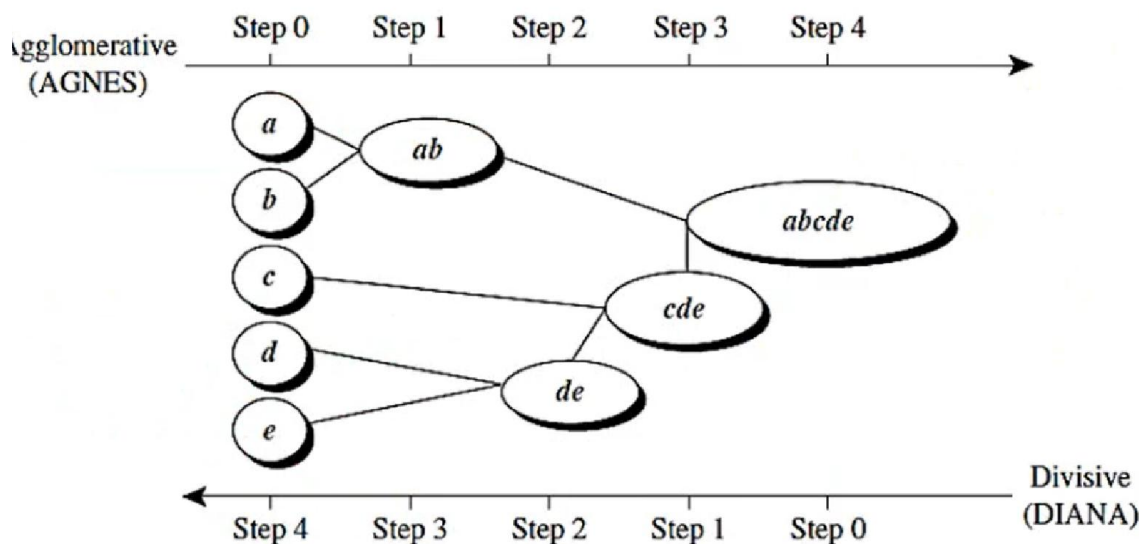 Step 0 Step 1 Step 2 Step 3 Step 4
Agglomerative
(AGNES)
a
ab
b
abcde
c
cde
d
de
e
Divisive
(DIANA)
Step 4 Step 3 Step 2 Step 1 Step 0